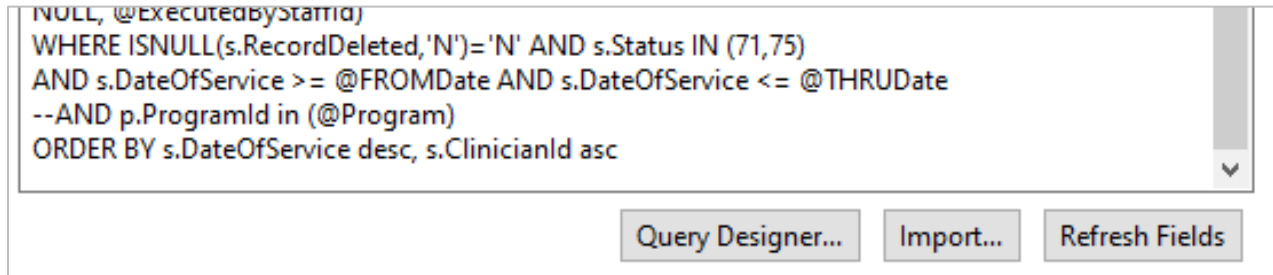 NULL, @ExecutedByStaffId)
WHERE ISNULL(s.RecordDeleted,'N')='N' AND s.Status IN (71,75)
AND s.DateOfService >= @FROMDate AND s.DateOfService <= @THRUDate
--AND p.ProgramId in (@Program)
ORDER BY s.DateOfService desc, s.ClinicianId asc
Query Designer... Import... Refresh Fields